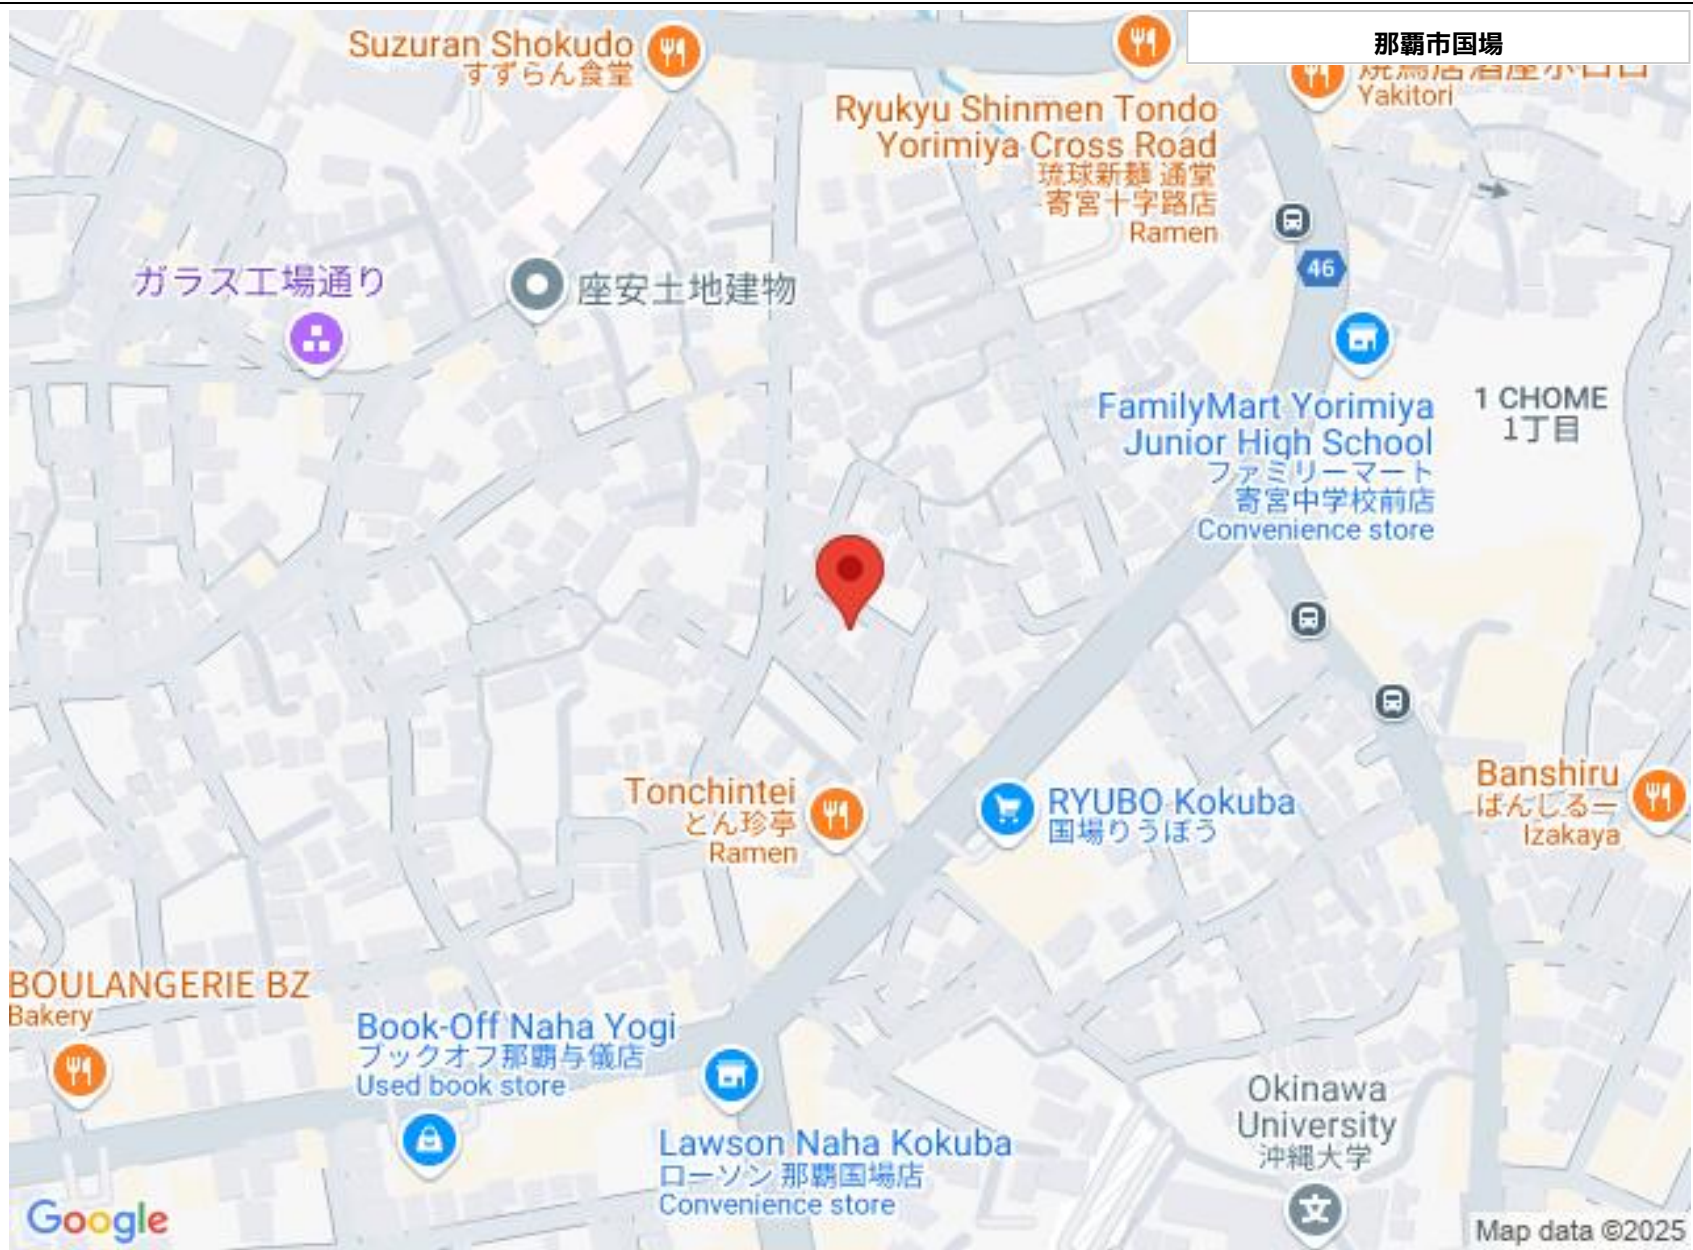 那覇市国場
Suzuran Shokudo
すずらん食堂
Yakitori
Ryukyu Shinmen Tondo
Yorimiya Cross Road
琉球新麺 通堂
寄宮十字路店
Ramen
46
ガラス工場通り
座安土地建物
FamilyMart Yorimiya
Junior High School
ファミリーマート
寄宮中学校前店
Convenience store
1 CHOME
1丁目
Tonchintei
とん珍亭
Ramen
RYUBO Kokuba
国場りうぼう
Banshiru
ばんしるー
Izakaya
BOULANGERIE BZ
Bakery
Book-Off Naha Yogi
ブックオフ那覇与儀店
Used book store
Lawson Naha Kokuba
ローソン 那覇国場店
Convenience store
Okinawa
University
沖縄大学
文
Google
Map data ©2025